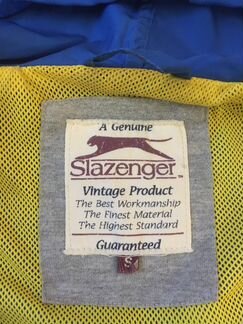 A Genuine
Slazenger
Vintage Product
The Best Workmanship
The Finest Material
The Highest Standard
Guaranteed
S